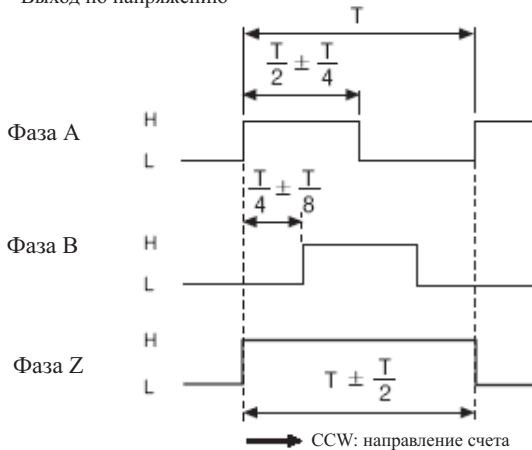 Выход по напряжению
T
T/2 ± T/4
Фаза A
H
L
T/4 ± T/8
Фаза B
H
L
Фаза Z
H
L
T ± T/2
CCW: направление счета